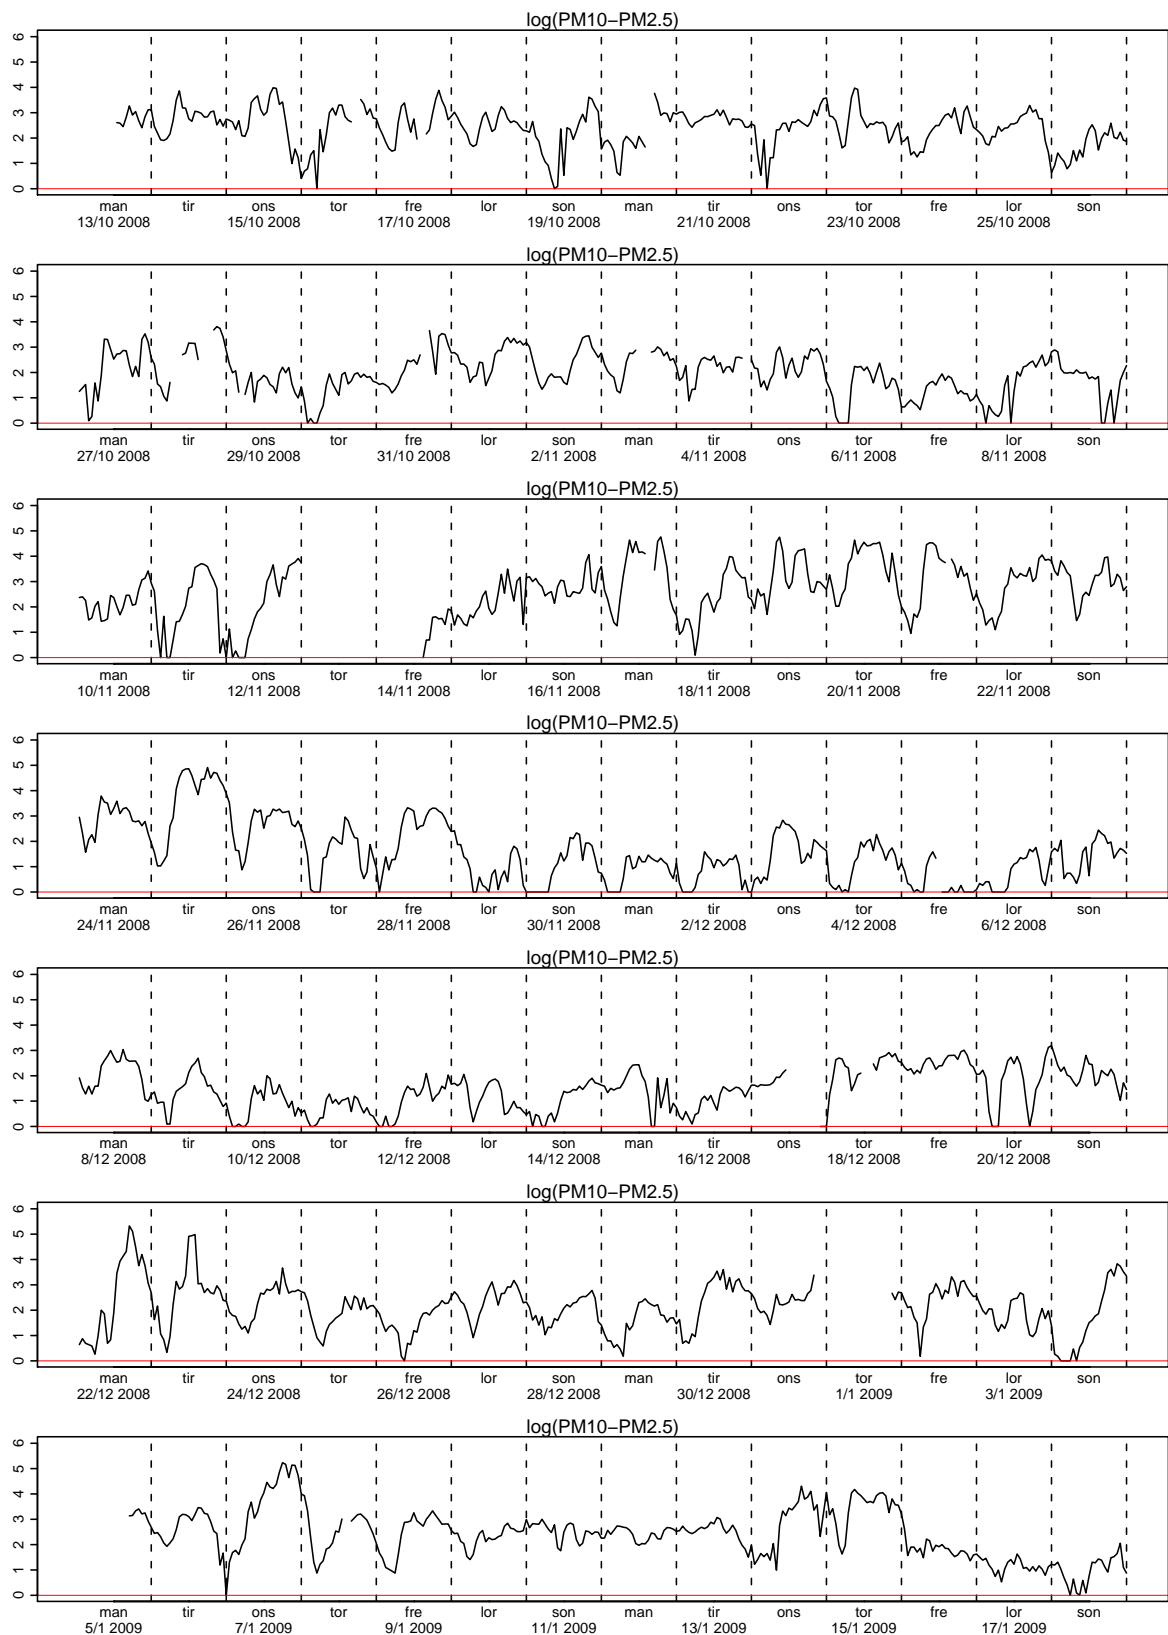 log(PM10−PM2.5)
0 1 2 3 4 5 6
man tir ons tor fre lor son man tir ons tor fre lor son
13/10 2008 15/10 2008 17/10 2008 19/10 2008 21/10 2008 23/10 2008 25/10 2008
log(PM10−PM2.5)
0 1 2 3 4 5 6
man tir ons tor fre lor son man tir ons tor fre lor son
27/10 2008 29/10 2008 31/10 2008 2/11 2008 4/11 2008 6/11 2008 8/11 2008
log(PM10−PM2.5)
0 1 2 3 4 5 6
man tir ons tor fre lor son man tir ons tor fre lor son
10/11 2008 12/11 2008 14/11 2008 16/11 2008 18/11 2008 20/11 2008 22/11 2008
log(PM10−PM2.5)
0 1 2 3 4 5 6
man tir ons tor fre lor son man tir ons tor fre lor son
24/11 2008 26/11 2008 28/11 2008 30/11 2008 2/12 2008 4/12 2008 6/12 2008
log(PM10−PM2.5)
0 1 2 3 4 5 6
man tir ons tor fre lor son man tir ons tor fre lor son
8/12 2008 10/12 2008 12/12 2008 14/12 2008 16/12 2008 18/12 2008 20/12 2008
log(PM10−PM2.5)
0 1 2 3 4 5 6
man tir ons tor fre lor son man tir ons tor fre lor son
22/12 2008 24/12 2008 26/12 2008 28/12 2008 30/12 2008 1/1 2009 3/1 2009
log(PM10−PM2.5)
0 1 2 3 4 5 6
man tir ons tor fre lor son man tir ons tor fre lor son
5/1 2009 7/1 2009 9/1 2009 11/1 2009 13/1 2009 15/1 2009 17/1 2009